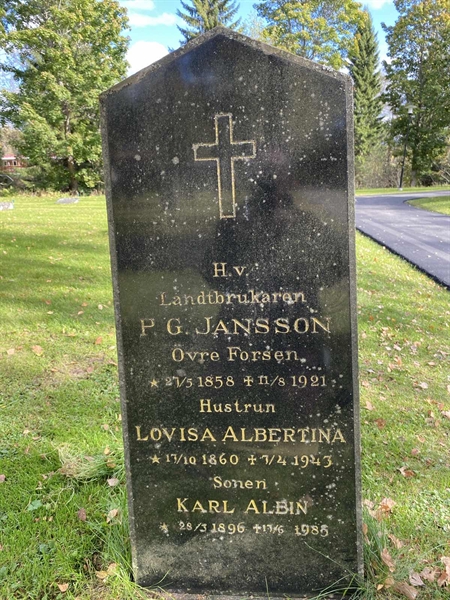 H.v.
Landtbrukaren
P. G. JANSSON
Övre Forsen
★ 27/5 1858 ✝ 11/8 1921
Hustrun
LOVISA ALBERTINA
★ 17/10 1860 ✝ 7/4 1943
Sonen
KARL ALBIN
★ 28/3 1896 ✝ 13/6 1985